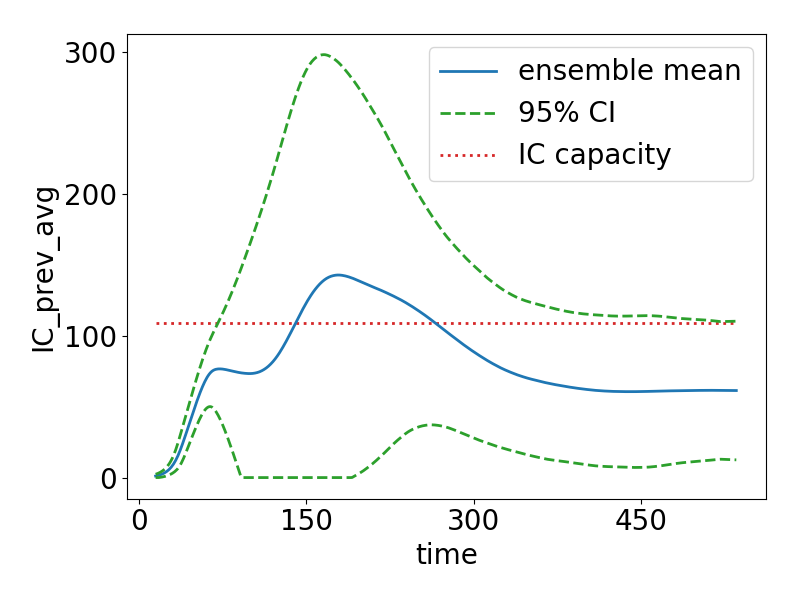 300
200
100
0
IC_prev_avg
ensemble mean
95% CI
IC capacity
0 150 300 450
time